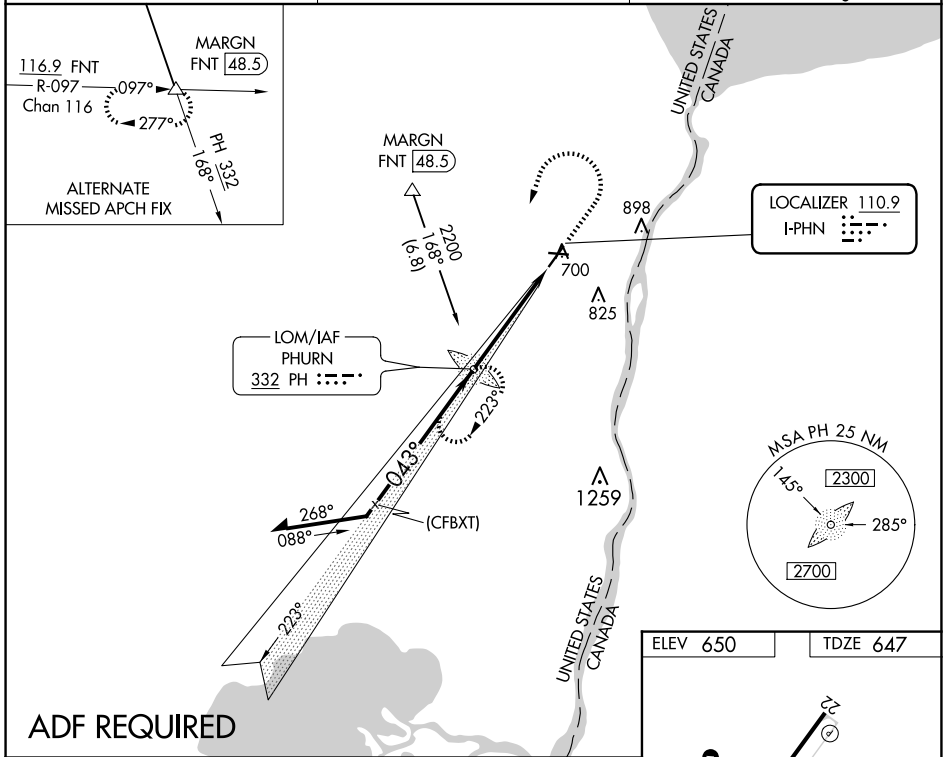 MARGN
FNT 48.5
116.9 FNT
R-097
097°
Chan 116
277°
PH 332
168°
ALTERNATE
MISSED APCH FIX
MARGN
FNT 48.5
2200
168°
(6.8)
UNITED STATES
CANADA
898
700
825
LOCALIZER 110.9
I-PHN
LOM/IAF
PHURN
332 PH
223°
043°
268°
088°
(CFBXT)
1259
MSA PH 25 NM
145°
2300
285°
2700
223°
UNITED STATES
CANADA
ELEV 650
TDZE 647
22
P
ADF REQUIRED